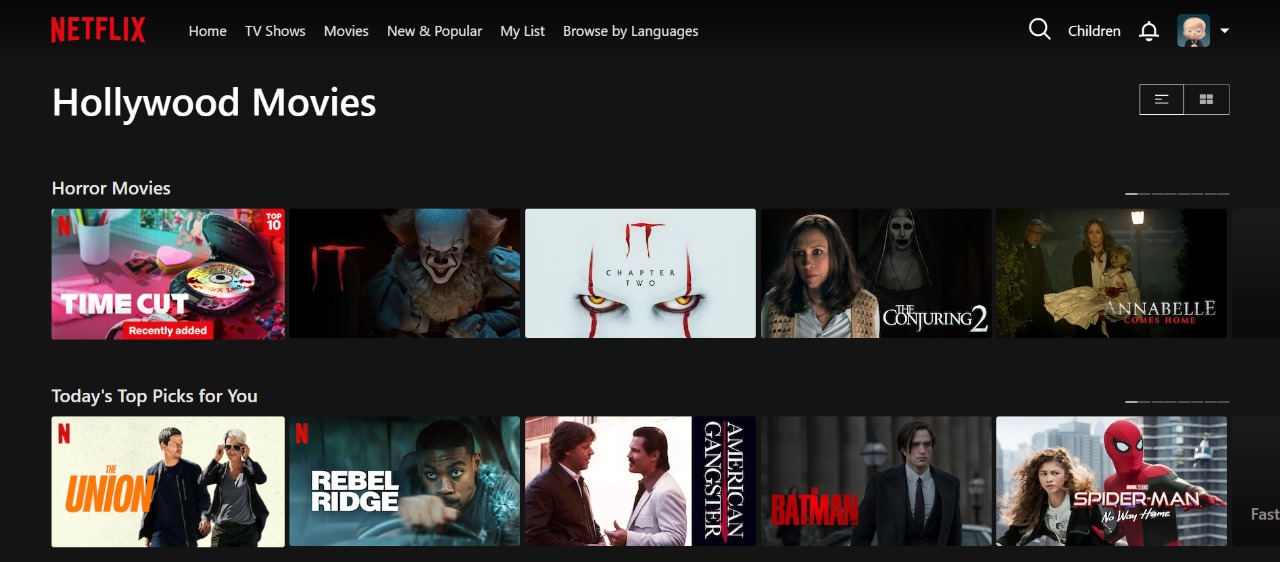 NETFLIX Home TV Shows Movies New & Popular My List Browse by Languages Children
Hollywood Movies
Horror Movies
N
TOP
10
TIME CUT
Recently added
IT
IT
CHAPTER
TWO
THE
CONJURING 2
ANNABELLE
COMES HOME
Today's Top Picks for You
N
THE
UNION
N
REBEL
RIDGE
AMERICAN
GANGSTER
THE
BATMAN
SPIDER-MAN
No Way Home
Fast